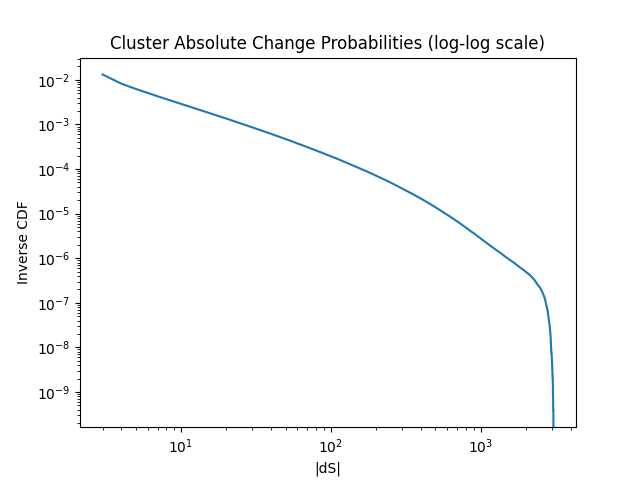 Cluster Absolute Change Probabilities (log-log scale)
10⁻²
10⁻³
10⁻⁴
10⁻⁵
10⁻⁶
10⁻⁷
10⁻⁸
10⁻⁹
Inverse CDF
10¹ 10² 10³
|dS|